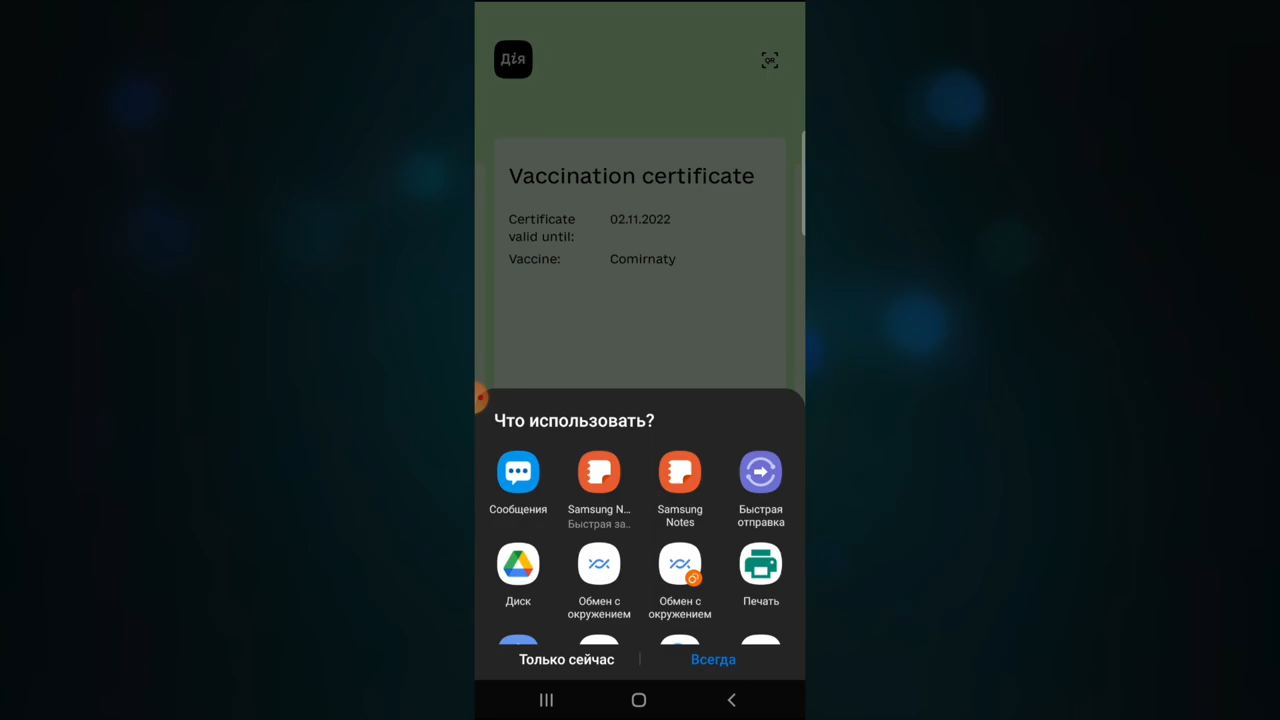 Дія
QR
Vaccination certificate
Certificate valid until:
02.11.2022
Vaccine:
Comirnaty
Что использовать?
Сообщения
Samsung N...
Быстрая за..
Samsung Notes
Быстрая отправка
Диск
Обмен с окружением
Обмен с окружением
Печать
Только сейчас
Всегда